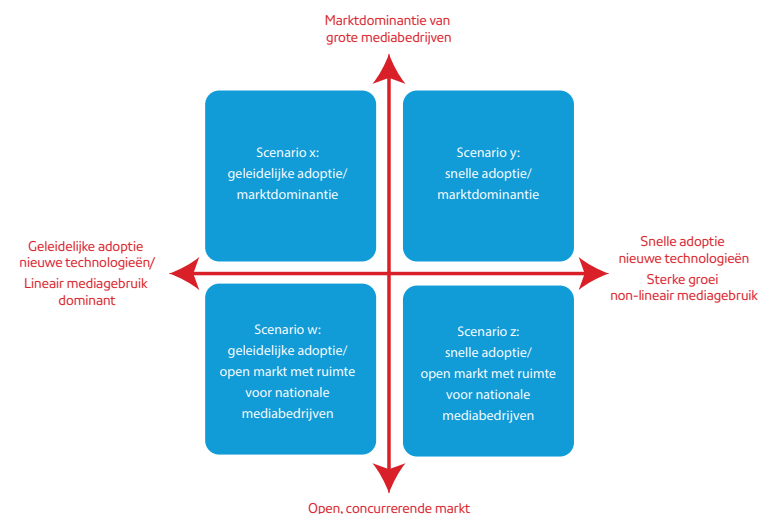 Marktdominantie van
grote mediabedrijven
Scenario x:
geleidelijke adoptie/
marktdominantie
Scenario y:
snelle adoptie/
marktdominantie
Geleidelijke adoptie
nieuwe technologieën/
Lineair mediagebruik
dominant
Snelle adoptie
nieuwe technologieën
Sterke groei
non-lineair mediagebruik
Scenario w:
geleidelijke adoptie/
open markt met ruimte
voor nationale
mediabedrijven
Scenario z:
snelle adoptie/
open markt met ruimte
voor nationale
mediabedrijven
Open, concurrerende markt